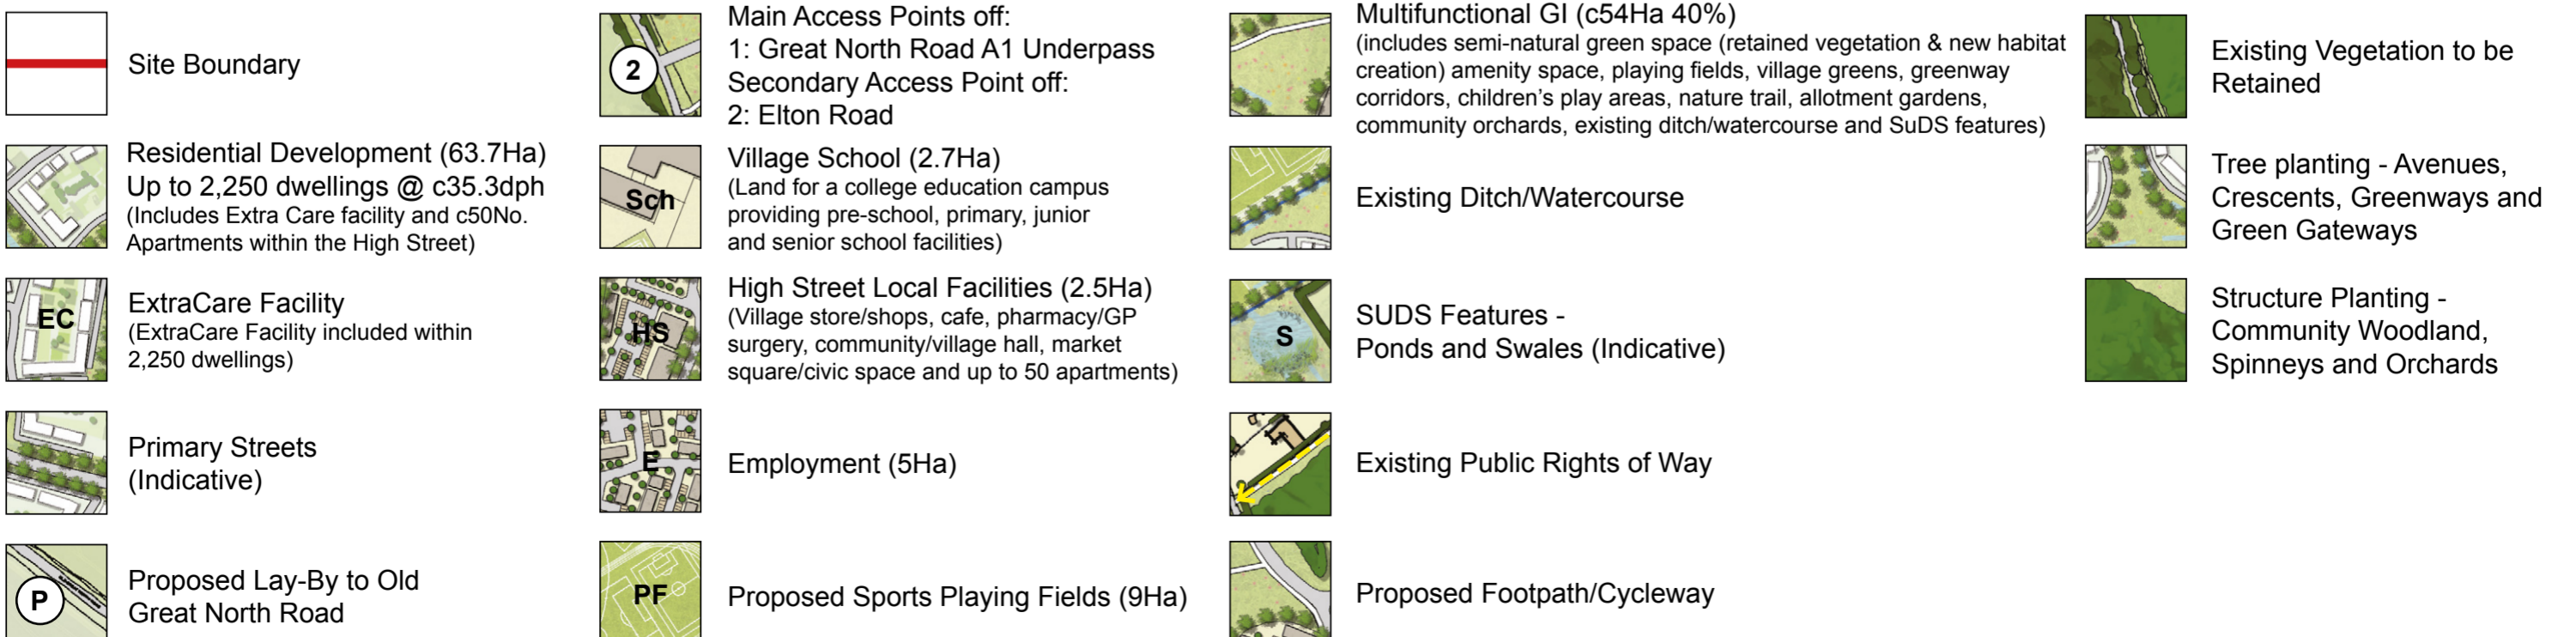 Site Boundary
Residential Development (63.7Ha)
Up to 2,250 dwellings @ c35.3dph
(Includes Extra Care facility and c50No.
Apartments within the High Street)
EC
ExtraCare Facility
(ExtraCare Facility included within
2,250 dwellings)
Primary Streets
(Indicative)
P
Proposed Lay-By to Old
Great North Road
2
Main Access Points off:
1: Great North Road A1 Underpass
Secondary Access Point off:
2: Elton Road
Sch
Village School (2.7Ha)
(Land for a college education campus
providing pre-school, primary, junior
and senior school facilities)
HS
High Street Local Facilities (2.5Ha)
(Village store/shops, cafe, pharmacy/GP
surgery, community/village hall, market
square/civic space and up to 50 apartments)
E
Employment (5Ha)
PF
Proposed Sports Playing Fields (9Ha)
Multifunctional GI (c54Ha 40%)
(includes semi-natural green space (retained vegetation & new habitat
creation) amenity space, playing fields, village greens, greenway
corridors, children's play areas, nature trail, allotment gardens,
community orchards, existing ditch/watercourse and SuDS features)
Existing Ditch/Watercourse
S
SUDS Features -
Ponds and Swales (Indicative)
Existing Public Rights of Way
Proposed Footpath/Cycleway
Existing Vegetation to be
Retained
Tree planting - Avenues,
Crescents, Greenways and
Green Gateways
Structure Planting -
Community Woodland,
Spinneys and Orchards